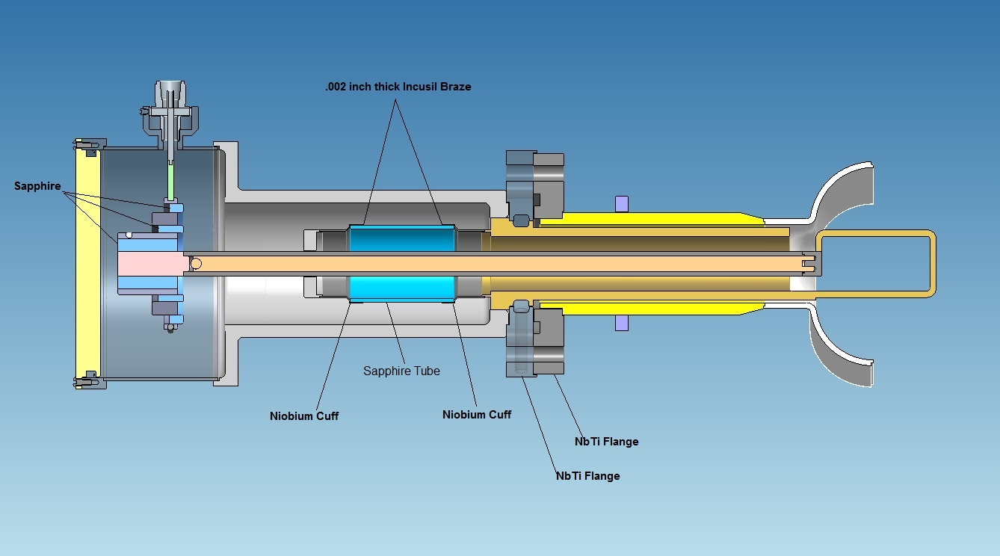 .002 inch thick Incusil Braze
Sapphire
Sapphire Tube
Niobium Cuff
Niobium Cuff
NbTi Flange
NbTi Flange